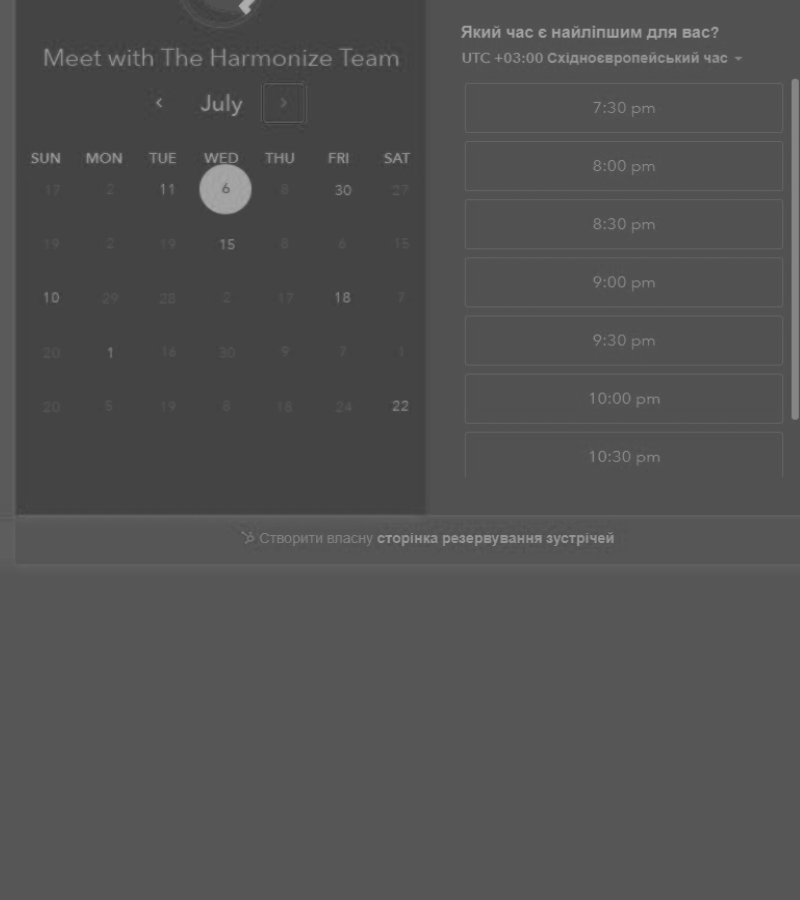 Meet with The Harmonize Team
July
SUN MON TUE WED THU FRI SAT
17 2 11 6 8 30 27
19 2 19 15 8 6 15
10 29 28 2 17 18 7
20 1 16 30 9 7 1
20 5 19 8 18 24 22
Який час є найліпшим для вас?
UTC +03:00 Східноєвропейський час
7:30 pm
8:00 pm
8:30 pm
9:00 pm
9:30 pm
10:00 pm
10:30 pm
Створити власну сторінка резервування зустрічей